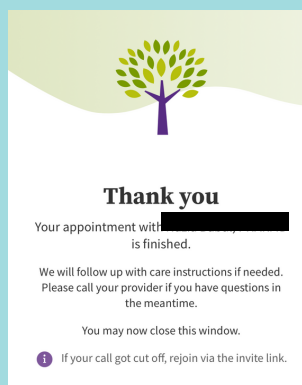 Thank you
Your appointment with
is finished.
We will follow up with care instructions if needed.
Please call your provider if you have questions in
the meantime.
You may now close this window.
i If your call got cut off, rejoin via the invite link.